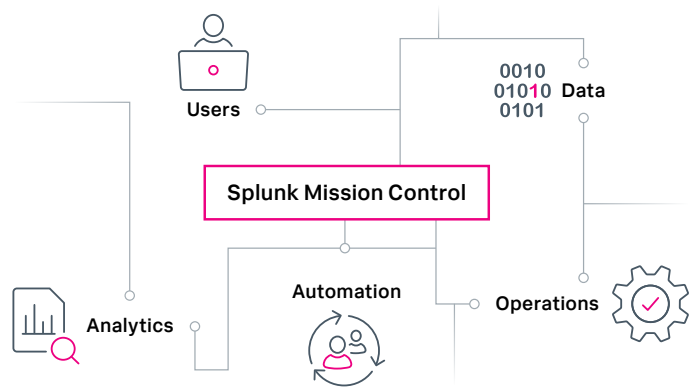 Users
0010
01010
0101
Data
Splunk Mission Control
Automation
Analytics
Operations